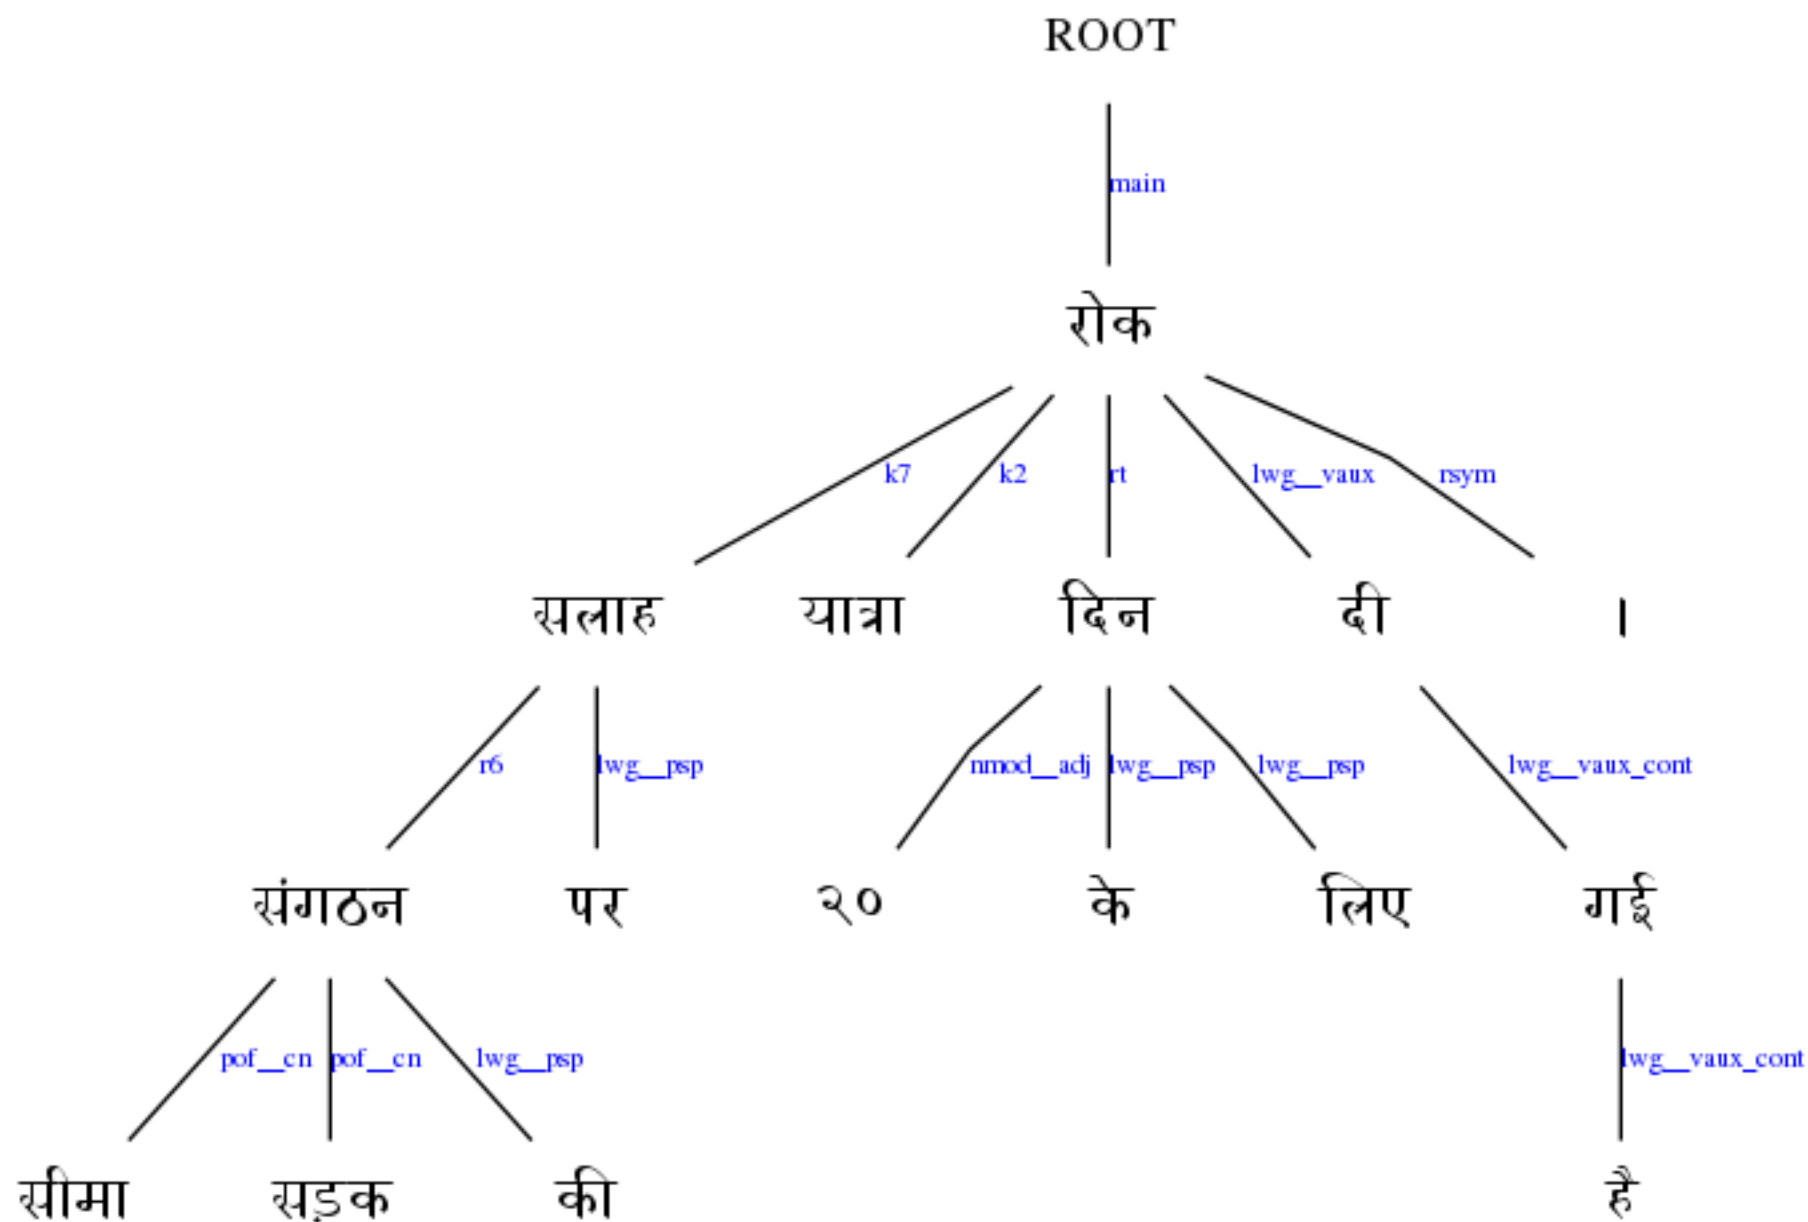 ROOT
main
रोक
k7 k2 rt lwg__vaux rsym
सलाह यात्रा दिन दी ।
r6 lwg__psp nmod__adj lwg__psp lwg__psp lwg__vaux_cont
संगठन पर २० के लिए गई
pof__cn pof__cn lwg__psp lwg__vaux_cont
सीमा सड़क की है